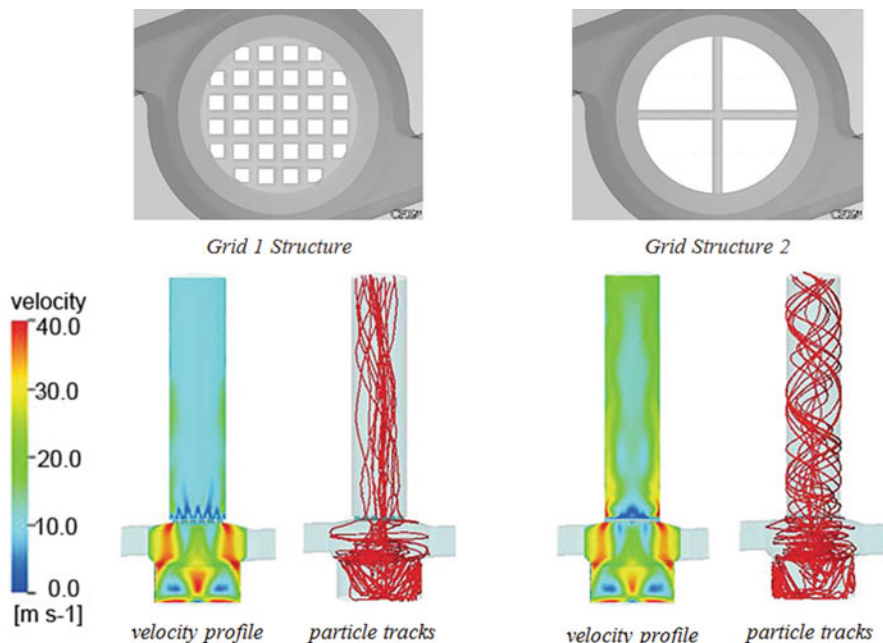 Grid 1 Structure
Grid Structure 2
velocity
40.0
30.0
20.0
10.0
0.0
[m s-1]
velocity profile
particle tracks
velocity profile
particle tracks